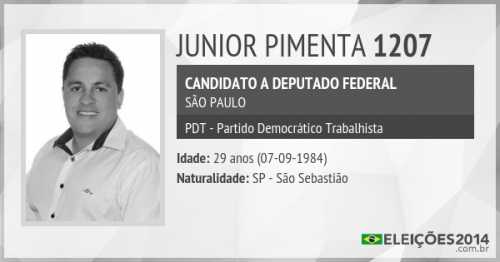 JUNIOR PIMENTA 1207
CANDIDATO A DEPUTADO FEDERAL
SÃO PAULO
PDT - Partido Democrático Trabalhista
Idade: 29 anos (07-09-1984)
Naturalidade: SP - São Sebastião
ELEIÇÕES2014
.com.br